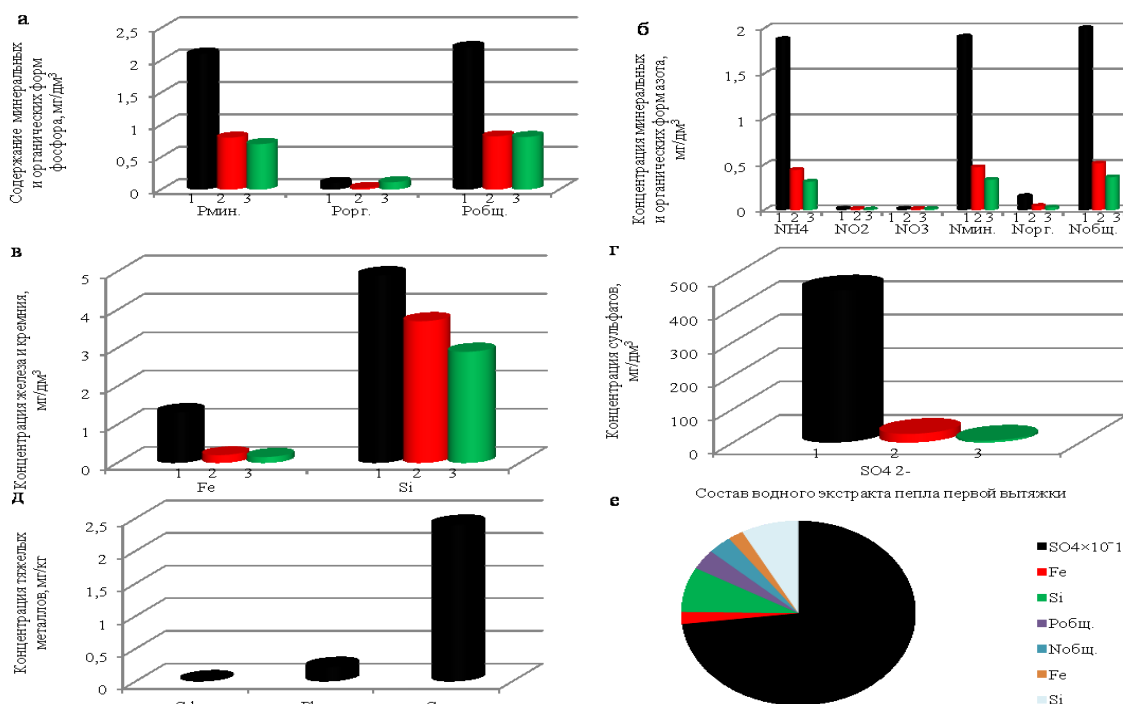 а
Содержание минеральных
и органических форм
фосфора, мг/дм³
2,5
2
1,5
1
0,5
0
1 2 3 1 2 3 1 2 3
Рмин. Рорг. Робщ.
б
Концентрация минеральных
и органических форм азота,
мг/дм³
2
1,5
1
0,5
0
1 2 3 1 2 3 1 2 3 1 2 3 1 2 3 1 2 3
NH4 NO2 NO3 Nмин. Nорг. Nобщ.
в
Концентрация железа и кремния,
мг/дм³
5
4
3
2
1
0
1 2 3 1 2 3
Fe Si
г
Концентрация сульфатов,
мг/дм³
500
400
300
200
100
0
1 2 3
SO4 2-
д
Концентрация тяжелых
металлов, мг/кг
2,5
2
1,5
1
0,5
0
Состав водного экстракта пепла первой вытяжки
е
SO4×10⁻1
Fe
Si
Робщ.
Nобщ.
Fe
Si